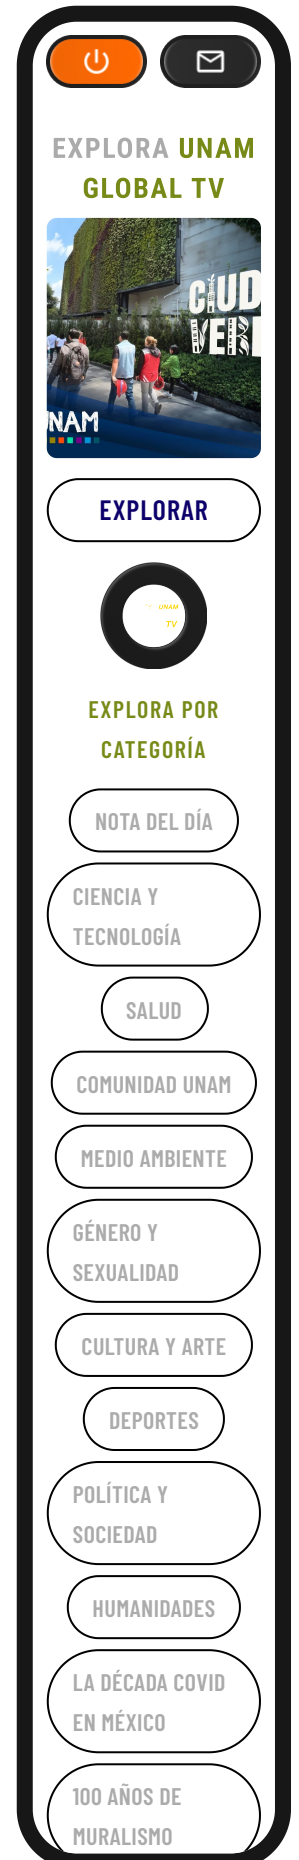 EXPLORA UNAM
GLOBAL TV
CIUD
VERD
UNAM
EXPLORAR
UNAM
TV
EXPLORA POR
CATEGORÍA
NOTA DEL DÍA
CIENCIA Y
TECNOLOGÍA
SALUD
COMUNIDAD UNAM
MEDIO AMBIENTE
GÉNERO Y
SEXUALIDAD
CULTURA Y ARTE
DEPORTES
POLÍTICA Y
SOCIEDAD
HUMANIDADES
LA DÉCADA COVID
EN MÉXICO
100 AÑOS DE
MURALISMO